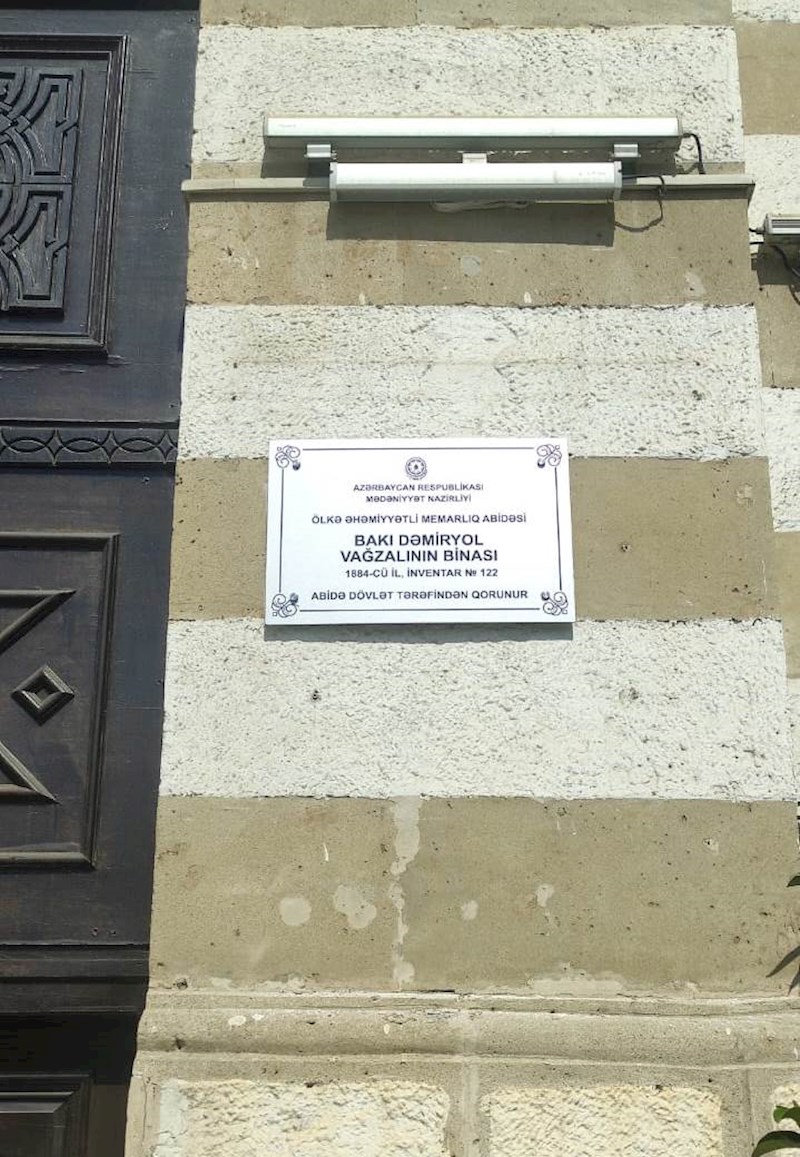 AZƏRBAYCAN RESPUBLİKASI
MƏDƏNİYYƏT NAZİRLİYİ
ÖLKƏ ƏHƏMİYYƏTLİ MEMARLIQ ABİDƏSİ
BAKI DƏMİRYOL
VAĞZALININ BİNASI
1884-CÜ İL, İNVENTAR № 122
ABİDƏ DÖVLƏT TƏRƏFİNDƏN QORUNUR